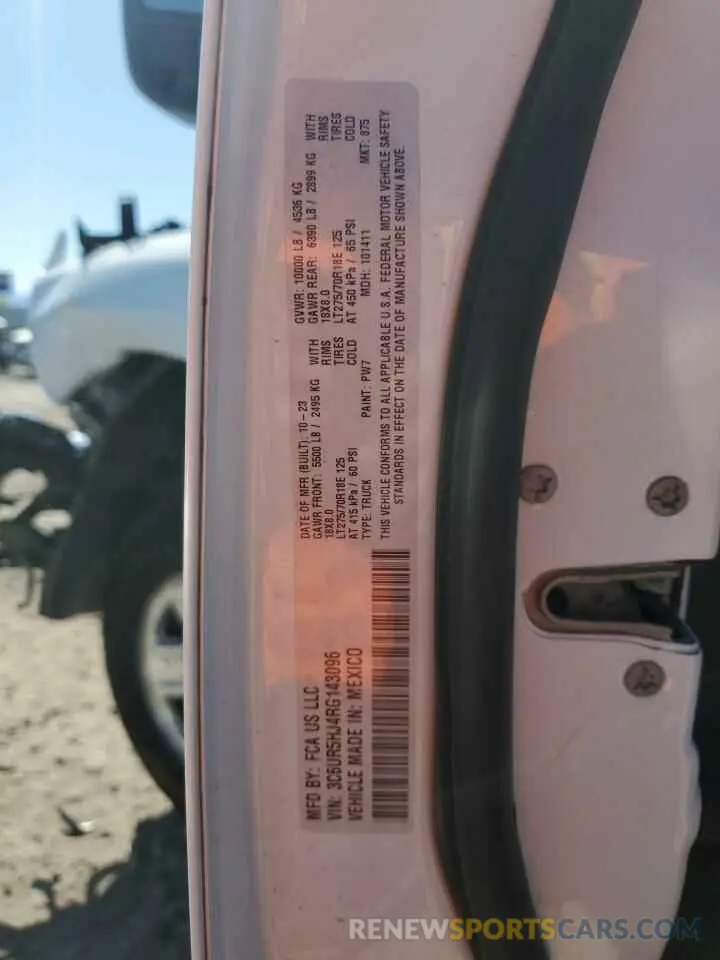 MFD BY: FCA US LLC
VIN: 3C6UR5HJ4RG143096
VEHICLE MADE IN: MEXICO
DATE OF MFR (BUILT): 10-23
GAWR FRONT: 5500 LB / 2495 KG WITH
18X8.0 RIMS
LT275/70R18E 125 TIRES
AT 415 kPa / 60 PSI COLD
TYPE: TRUCK PAINT: PW7
GVWR: 10000 LB / 4536 KG
GAWR REAR: 6390 LB / 2899 KG WITH
18X8.0 RIMS
LT275/70R18E 125 TIRES
AT 450 kPa / 65 PSI COLD
MDH: 101411 MKT: 875
THIS VEHICLE CONFORMS TO ALL APPLICABLE U.S.A. FEDERAL MOTOR VEHICLE SAFETY
STANDARDS IN EFFECT ON THE DATE OF MANUFACTURE SHOWN ABOVE.
RENEWSPORTSCARS.COM